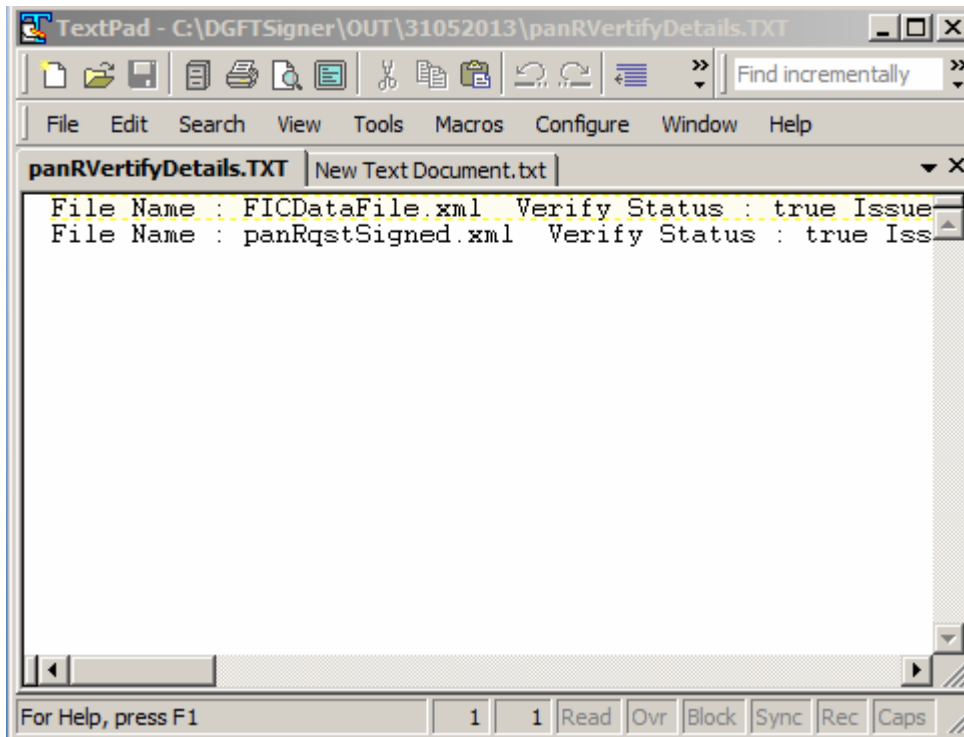 TextPad - C:\DGFTSigner\OUT\31052013\panRVertifyDetails.TXT
Find incrementally
File Edit Search View Tools Macros Configure Window Help
panRVertifyDetails.TXT New Text Document.txt
File Name : FICDataFile.xml Verify Status : true Issue
File Name : panRqstSigned.xml Verify Status : true Iss
For Help, press F1 1 1 Read Ovr Block Sync Rec Caps